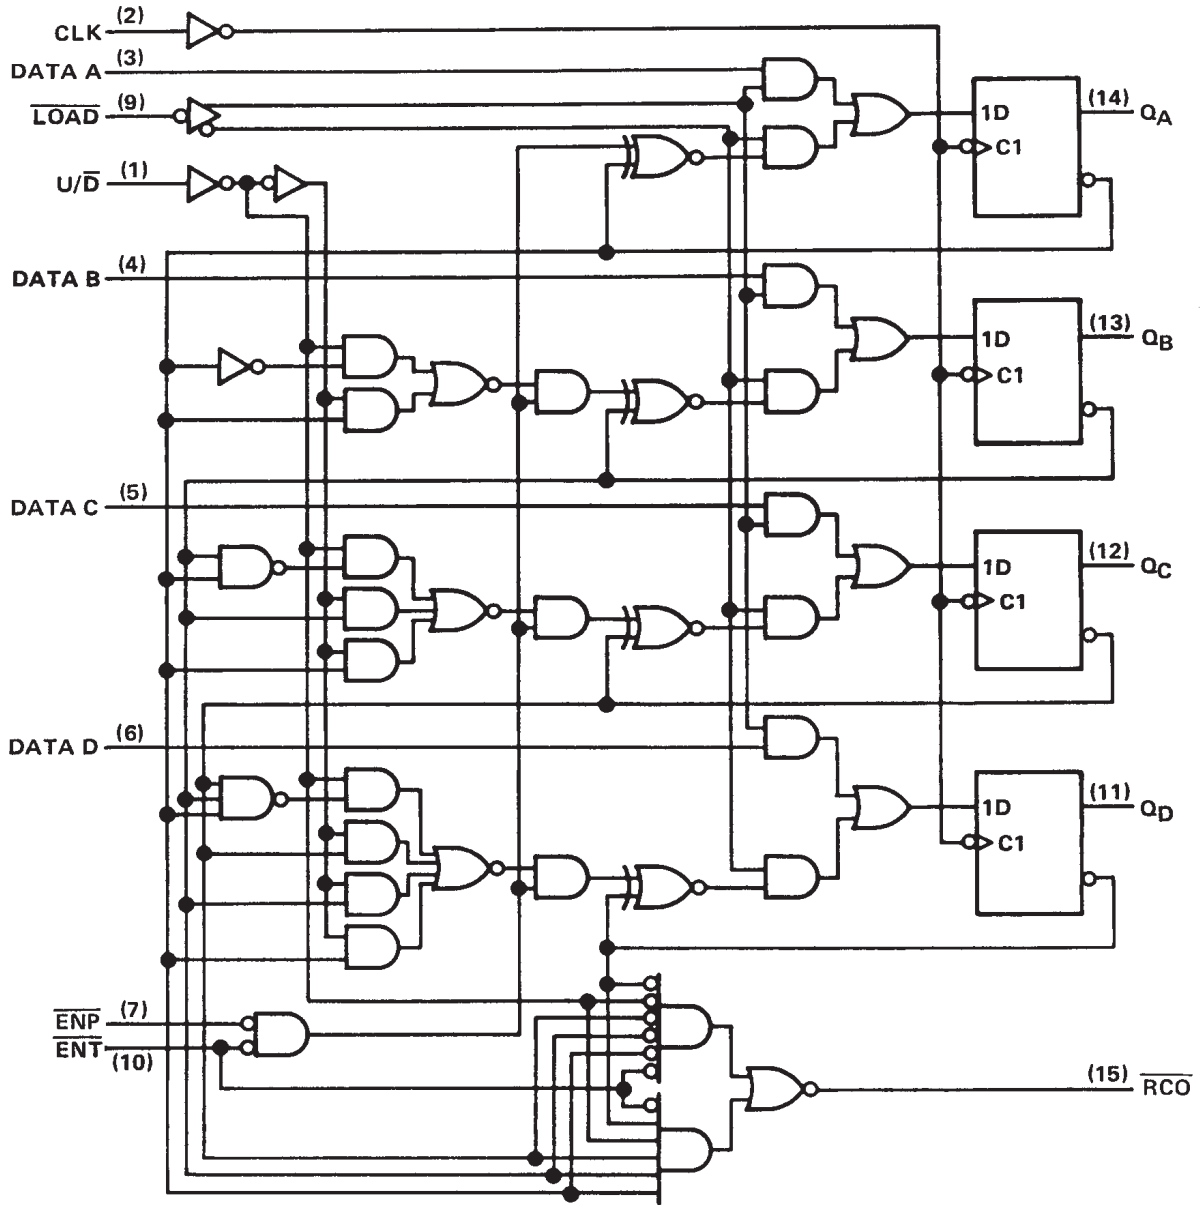 CLK (2)
DATA A (3)
LOAD (9)
1D (14) QA
C1
U/D (1)
DATA B (4)
1D (13) QB
C1
DATA C (5)
1D (12) QC
C1
DATA D (6)
1D (11) QD
C1
ENP (7)
ENT (10)
(15) RCO